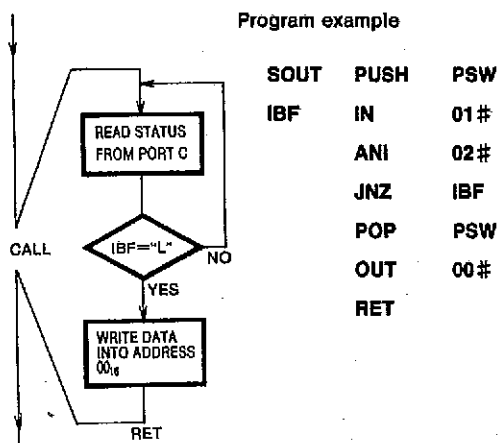 Program example
SOUT PUSH PSW
IBF IN 01#
ANI 02#
JNZ IBF
POP PSW
OUT 00#
RET
READ STATUS
FROM PORT C
CALL
IBF="L"
NO
YES
WRITE DATA
INTO ADDRESS
00₁₆
RET